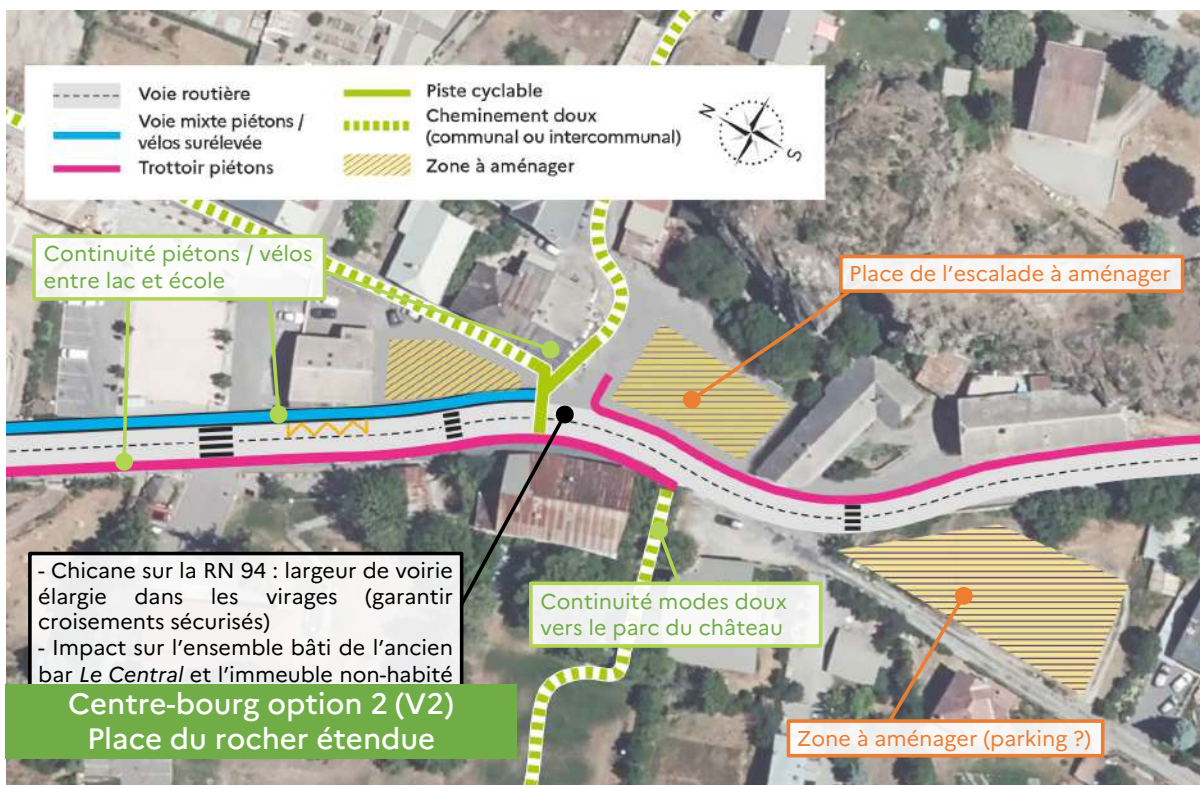 Voie routière
Voie mixte piétons /
vélos surélevée
Trottoir piétons
Piste cyclable
Cheminement doux
(communal ou intercommunal)
Zone à aménager
N
S
Continuité piétons / vélos
entre lac et école
Place de l'escalade à aménager
- Chicane sur la RN 94 : largeur de voirie
élargie dans les virages (garantir
croisements sécurisés)
- Impact sur l'ensemble bâti de l'ancien
bar Le Central et l'immeuble non-habité
Continuité modes doux
vers le parc du château
Centre-bourg option 2 (V2)
Place du rocher étendue
Zone à aménager (parking ?)